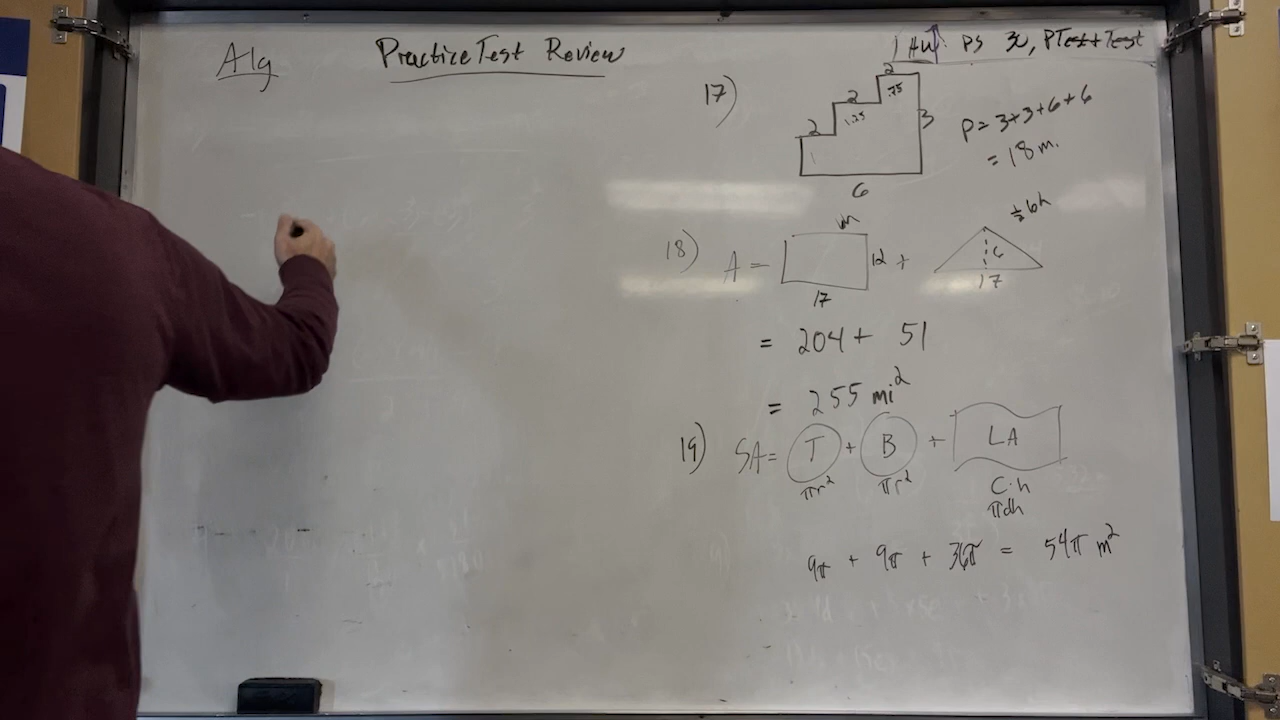 Alg
Practice Test Review
HW: PS 30, PTest + Test
17)
2
2
2
.75
1.25
1
3
6
P = 3+3+6+6
= 18 m.
18) A = 12 +
17
½bh
6
17
= 204 + 51
= 255 mi²
19) SA = T + B + LA
πr²
πr²
C·h
πdh
9π + 9π + 36π = 54π m²